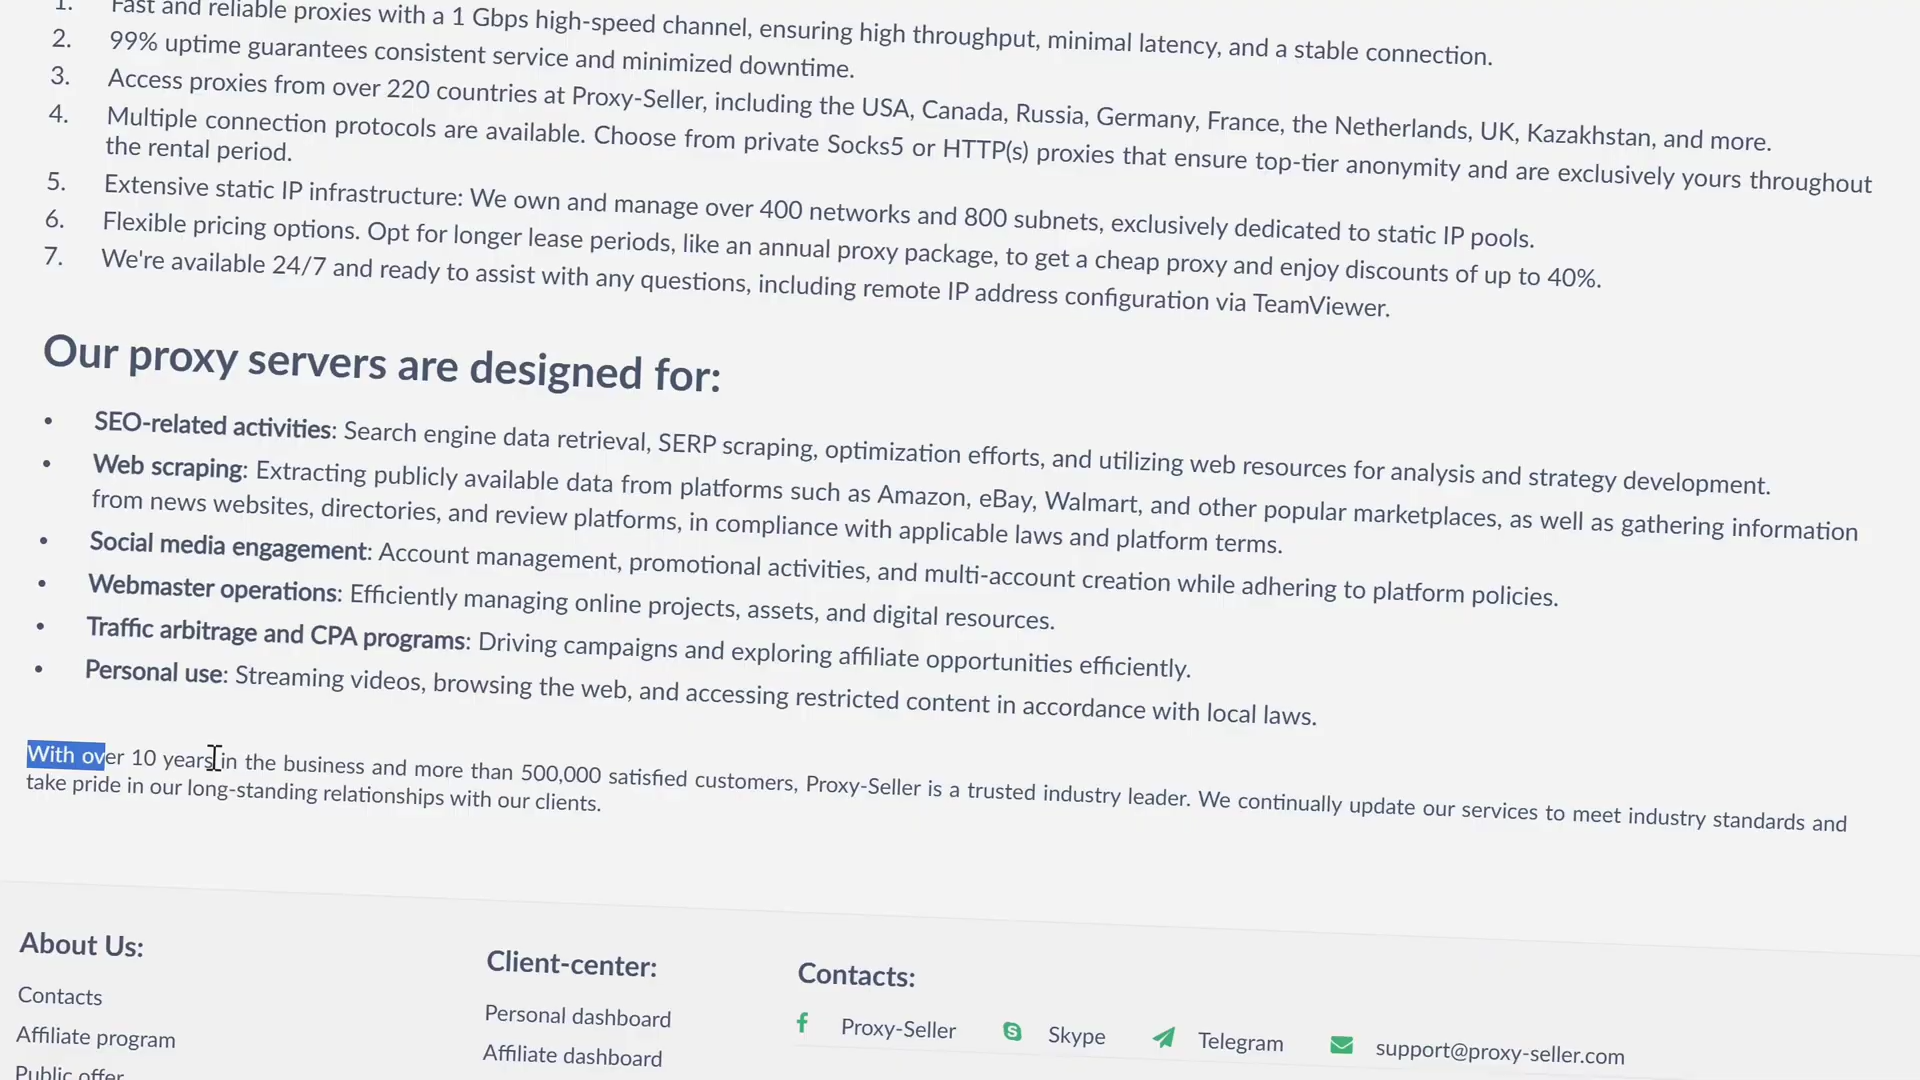 1. Fast and reliable proxies with a 1 Gbps high-speed channel, ensuring high throughput, minimal latency, and a stable connection.
2. 99% uptime guarantees consistent service and minimized downtime.
3. Access proxies from over 220 countries at Proxy-Seller, including the USA, Canada, Russia, Germany, France, the Netherlands, UK, Kazakhstan, and more.
4. Multiple connection protocols are available. Choose from private Socks5 or HTTP(s) proxies that ensure top-tier anonymity and are exclusively yours throughout
the rental period.
5. Extensive static IP infrastructure: We own and manage over 400 networks and 800 subnets, exclusively dedicated to static IP pools.
6. Flexible pricing options. Opt for longer lease periods, like an annual proxy package, to get a cheap proxy and enjoy discounts of up to 40%.
7. We're available 24/7 and ready to assist with any questions, including remote IP address configuration via TeamViewer.
Our proxy servers are designed for:
• SEO-related activities: Search engine data retrieval, SERP scraping, optimization efforts, and utilizing web resources for analysis and strategy development.
• Web scraping: Extracting publicly available data from platforms such as Amazon, eBay, Walmart, and other popular marketplaces, as well as gathering information
from news websites, directories, and review platforms, in compliance with applicable laws and platform terms.
• Social media engagement: Account management, promotional activities, and multi-account creation while adhering to platform policies.
• Webmaster operations: Efficiently managing online projects, assets, and digital resources.
• Traffic arbitrage and CPA programs: Driving campaigns and exploring affiliate opportunities efficiently.
• Personal use: Streaming videos, browsing the web, and accessing restricted content in accordance with local laws.
With over 10 years in the business and more than 500,000 satisfied customers, Proxy-Seller is a trusted industry leader. We continually update our services to meet industry standards and
take pride in our long-standing relationships with our clients.
About Us:
Contacts
Affiliate program
Public offer
Client-center:
Personal dashboard
Affiliate dashboard
Contacts:
Proxy-Seller
Skype
Telegram
support@proxy-seller.com